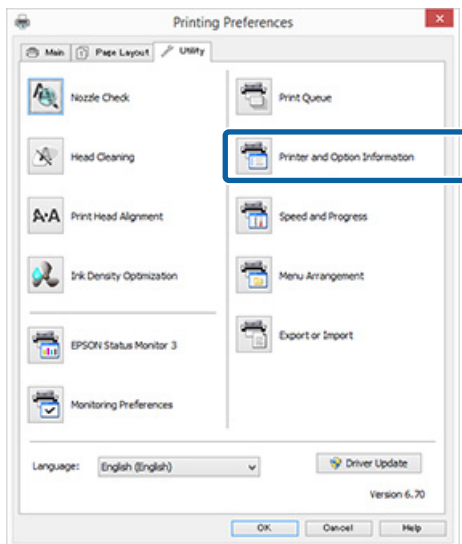 Printing Preferences
Main
Page Layout
Utility
Nozzle Check
Print Queue
Head Cleaning
Printer and Option Information
Print Head Alignment
Speed and Progress
Ink Density Optimization
Menu Arrangement
EPSON Status Monitor 3
Export or Import
Monitoring Preferences
Language: English (English)
Driver Update
Version 6.70
OK
Cancel
Help